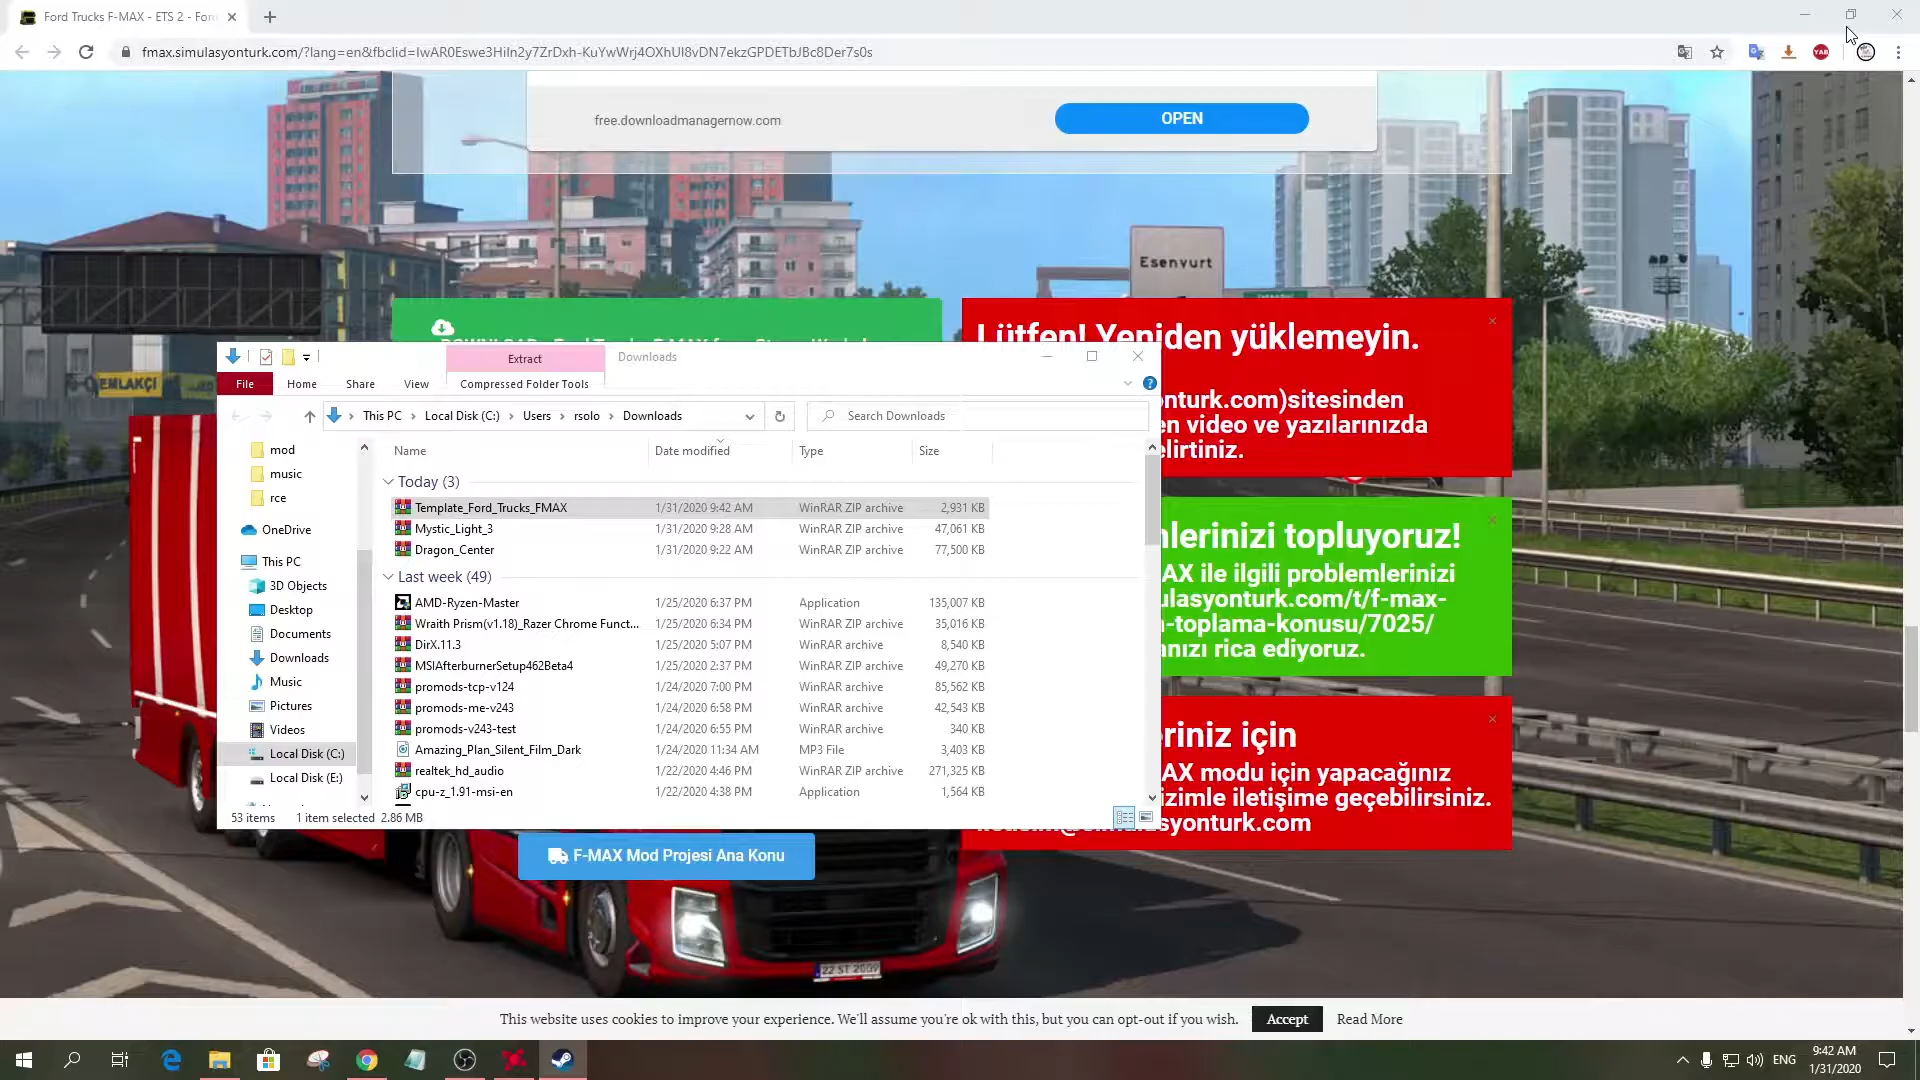 Ford Trucks F-MAX - ETS 2 - For
fmax.simulasyonturk.com/?lang=en&fbclid=IwAR0Eswe3HiIn2y7ZrDxh-KuYwWrj4OXhUl8vDN7ekzGPDETbJBc8Der7s0s
YAB
free.downloadmanagernow.com
OPEN
Esenyurt
EMLAKÇI
Lütfen! Yeniden yüklemeyin.
onturk.com)sitesinden
en video ve yazılarınızda
elirtiniz.
nlerinizi topluyoruz!
AX ile ilgili problemlerinizi
ulasyonturk.com/t/f-max-
n-toplama-konusu/7025/
anızı rica ediyoruz.
eriniz için
AX modu için yapacağınız
izimle iletişime geçebilirsiniz.
syonturk.com
Extract
Downloads
File
Home
Share
View
Compressed Folder Tools
This PC
Local Disk (C:)
Users
rsolo
Downloads
Search Downloads
mod
music
rce
OneDrive
This PC
3D Objects
Desktop
Documents
Downloads
Music
Pictures
Videos
Local Disk (C:)
Local Disk (E:)
Name Date modified Type Size
Today (3)
Template_Ford_Trucks_FMAX 1/31/2020 9:42 AM WinRAR ZIP archive 2,931 KB
Mystic_Light_3 1/31/2020 9:28 AM WinRAR ZIP archive 47,061 KB
Dragon_Center 1/31/2020 9:22 AM WinRAR ZIP archive 77,500 KB
Last week (49)
AMD-Ryzen-Master 1/25/2020 6:37 PM Application 135,007 KB
Wraith Prism(v1.18)_Razer Chrome Funct... 1/25/2020 6:34 PM WinRAR ZIP archive 35,016 KB
DirX.11.3 1/25/2020 5:07 PM WinRAR archive 8,540 KB
MSIAfterburnerSetup462Beta4 1/25/2020 2:37 PM WinRAR ZIP archive 49,270 KB
promods-tcp-v124 1/24/2020 7:00 PM WinRAR archive 85,562 KB
promods-me-v243 1/24/2020 6:58 PM WinRAR archive 42,543 KB
promods-v243-test 1/24/2020 6:55 PM WinRAR archive 340 KB
Amazing_Plan_Silent_Film_Dark 1/24/2020 11:34 AM MP3 File 3,403 KB
realtek_hd_audio 1/22/2020 4:46 PM WinRAR ZIP archive 271,325 KB
cpu-z_1.91-msi-en 1/22/2020 4:38 PM Application 1,564 KB
53 items 1 item selected 2.86 MB
F-MAX Mod Projesi Ana Konu
22 ST 2009
This website uses cookies to improve your experience. We'll assume you're ok with this, but you can opt-out if you wish.
Accept
Read More
ENG
9:42 AM
1/31/2020